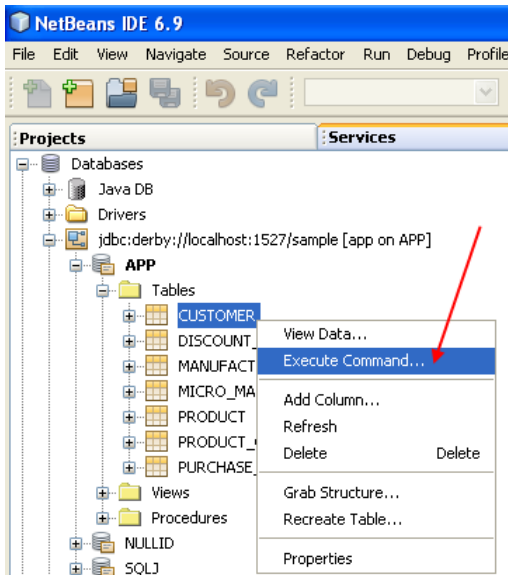 NetBeans IDE 6.9
File Edit View Navigate Source Refactor Run Debug Profile
Projects
Services
Databases
Java DB
Drivers
jdbc:derby://localhost:1527/sample [app on APP]
APP
Tables
CUSTOMER
DISCOUNT_
MANUFACT
MICRO_MA
PRODUCT
PRODUCT_
PURCHASE_
Views
Procedures
NULLID
SQLJ
View Data...
Execute Command...
Add Column...
Refresh
Delete Delete
Grab Structure...
Recreate Table...
Properties